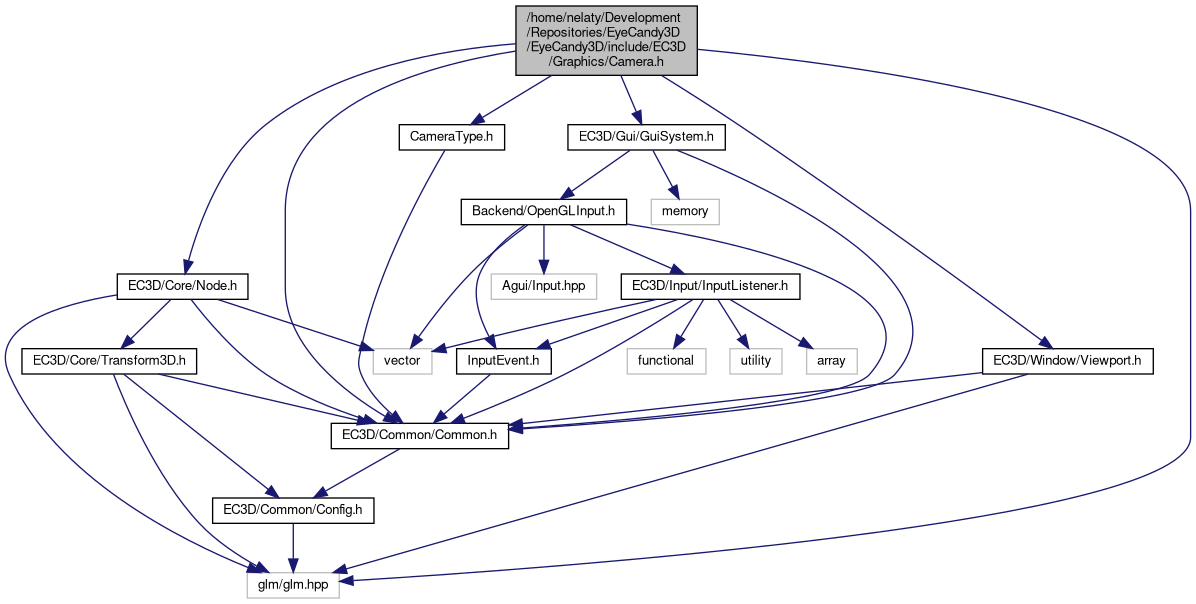 /home/nelaty/Development
/Repositories/EyeCandy3D
/EyeCandy3D/include/EC3D
/Graphics/Camera.h
CameraType.h
EC3D/Gui/GuiSystem.h
Backend/OpenGLInput.h
memory
EC3D/Core/Node.h
Agui/Input.hpp
EC3D/Input/InputListener.h
EC3D/Core/Transform3D.h
vector
InputEvent.h
functional
utility
array
EC3D/Window/Viewport.h
EC3D/Common/Common.h
EC3D/Common/Config.h
glm/glm.hpp